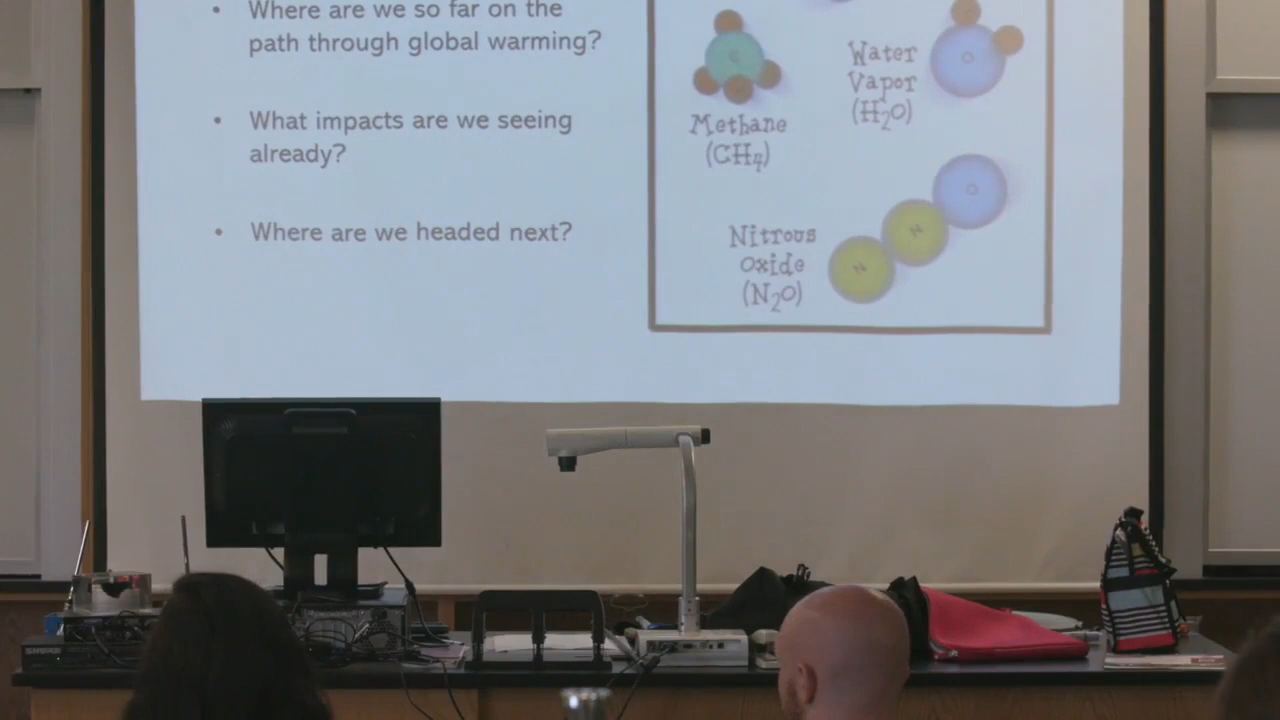 • Where are we so far on the
path through global warming?
• What impacts are we seeing
already?
• Where are we headed next?
C
Methane
(CH4)
Water
Vapor
(H2O)
O
Nitrous
Oxide
(N2O)
N
N
O
SHURE